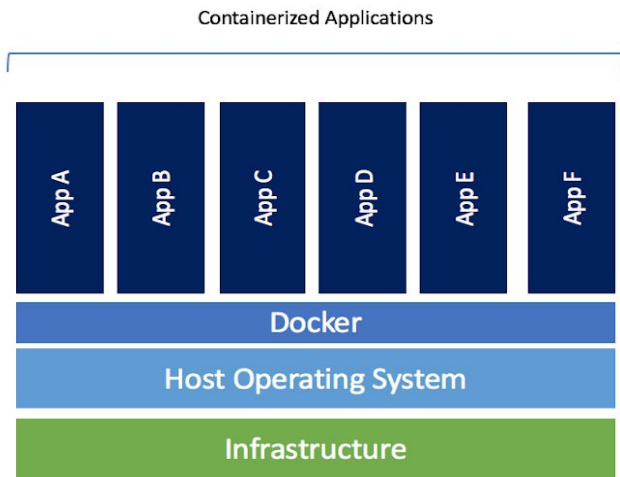 Containerized Applications
App A
App B
App C
App D
App E
App F
Docker
Host Operating System
Infrastructure